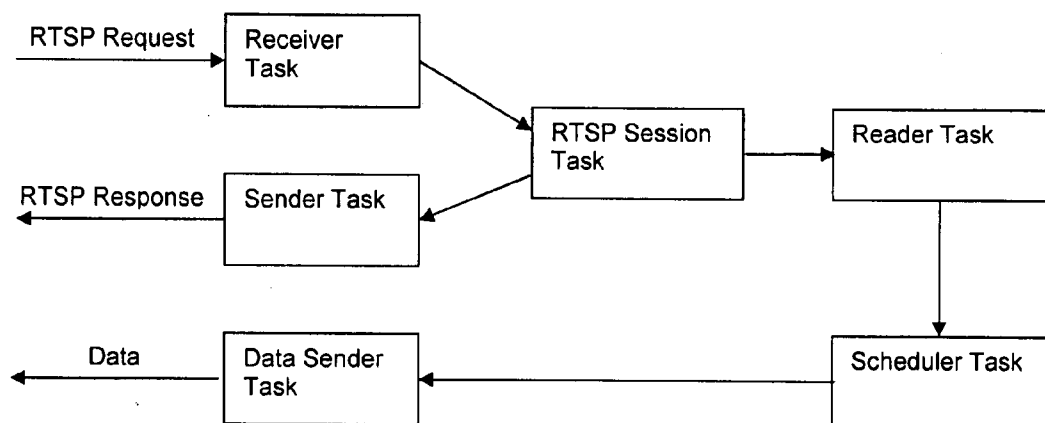 RTSP Request
Receiver
Task
RTSP Session
Task
Reader Task
RTSP Response
Sender Task
Data
Data Sender
Task
Scheduler Task